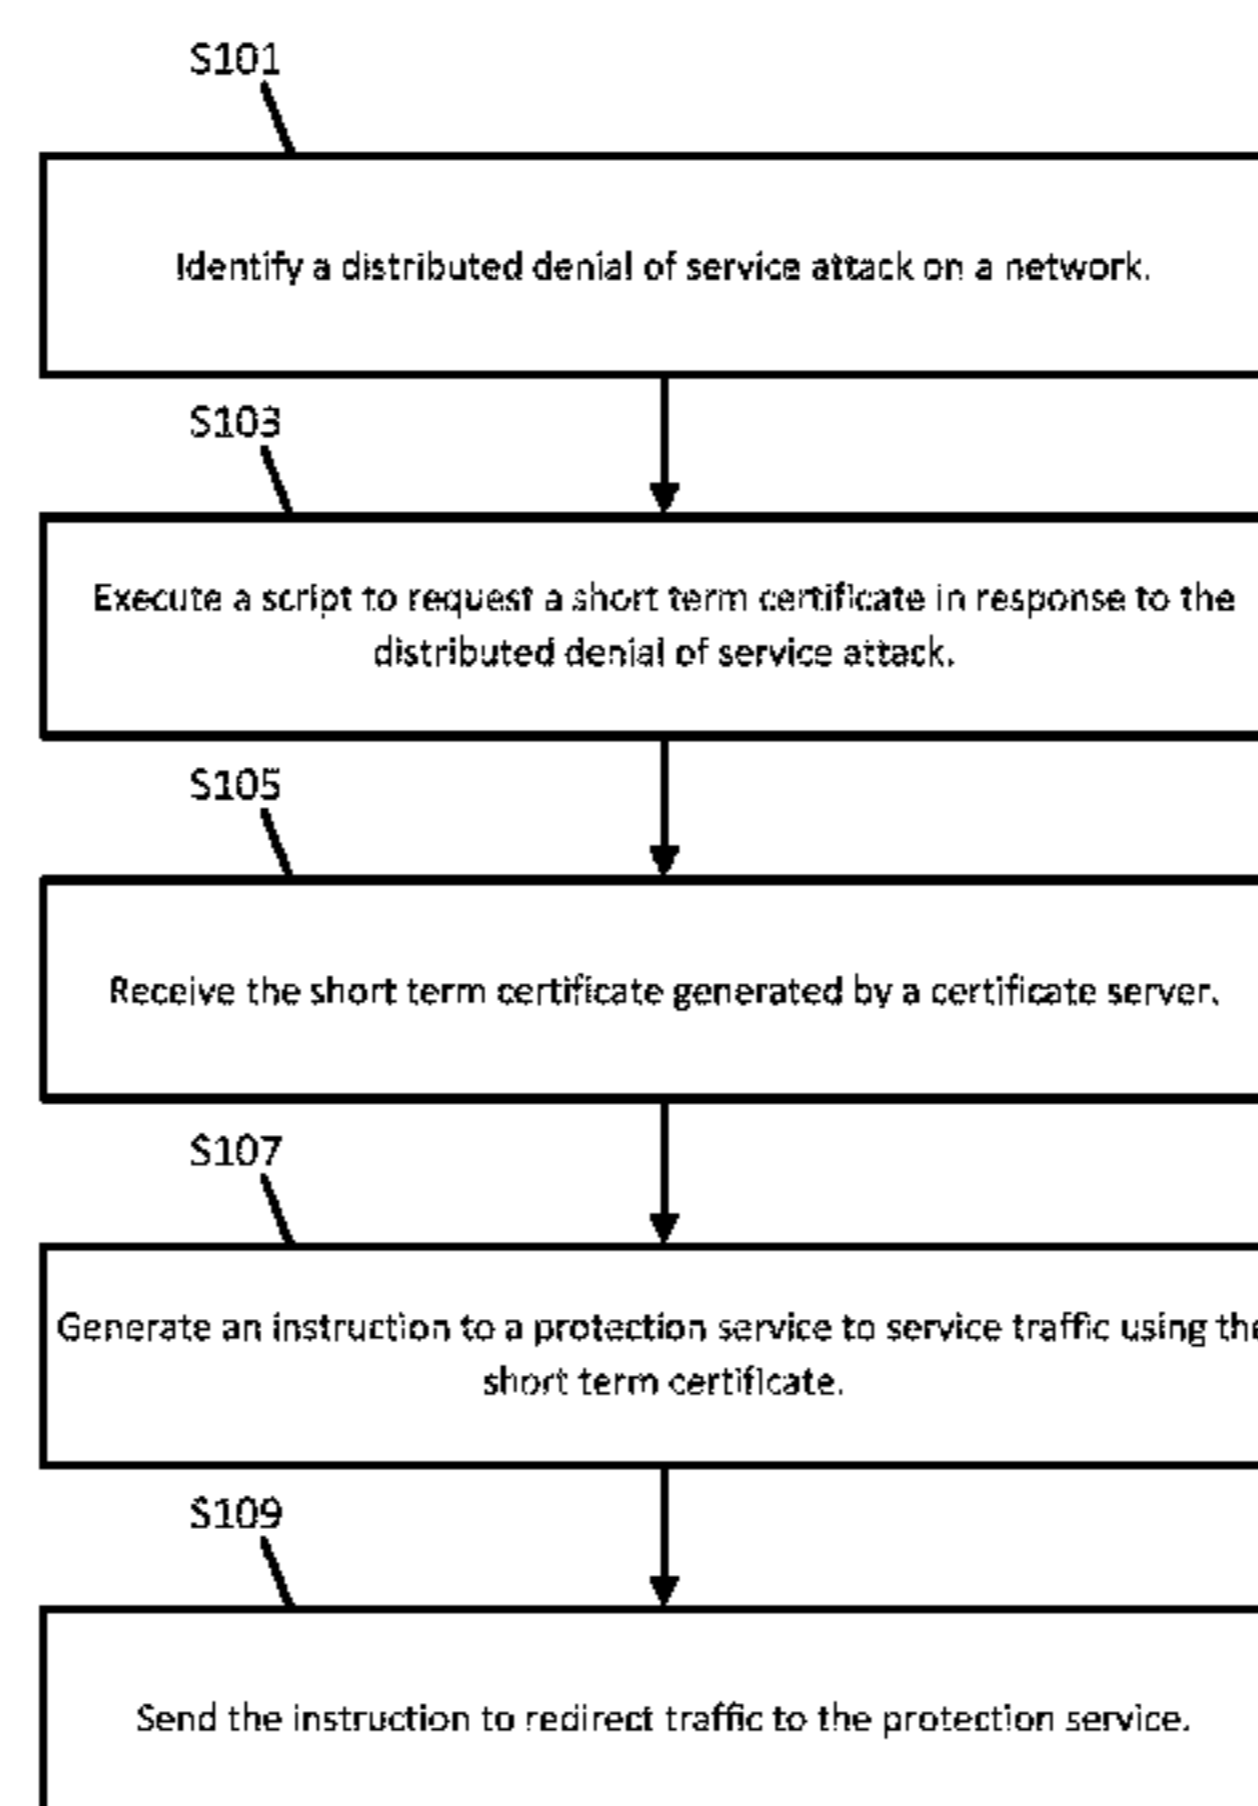 S101
Identify a distributed denial of service attack on a network.
S103
Execute a script to request a short term certificate in response to the
distributed denial of service attack.
S105
Receive the short term certificate generated by a certificate server.
S107
Generate an instruction to a protection service to service traffic using the
short term certificate.
S109
Send the instruction to redirect traffic to the protection service.